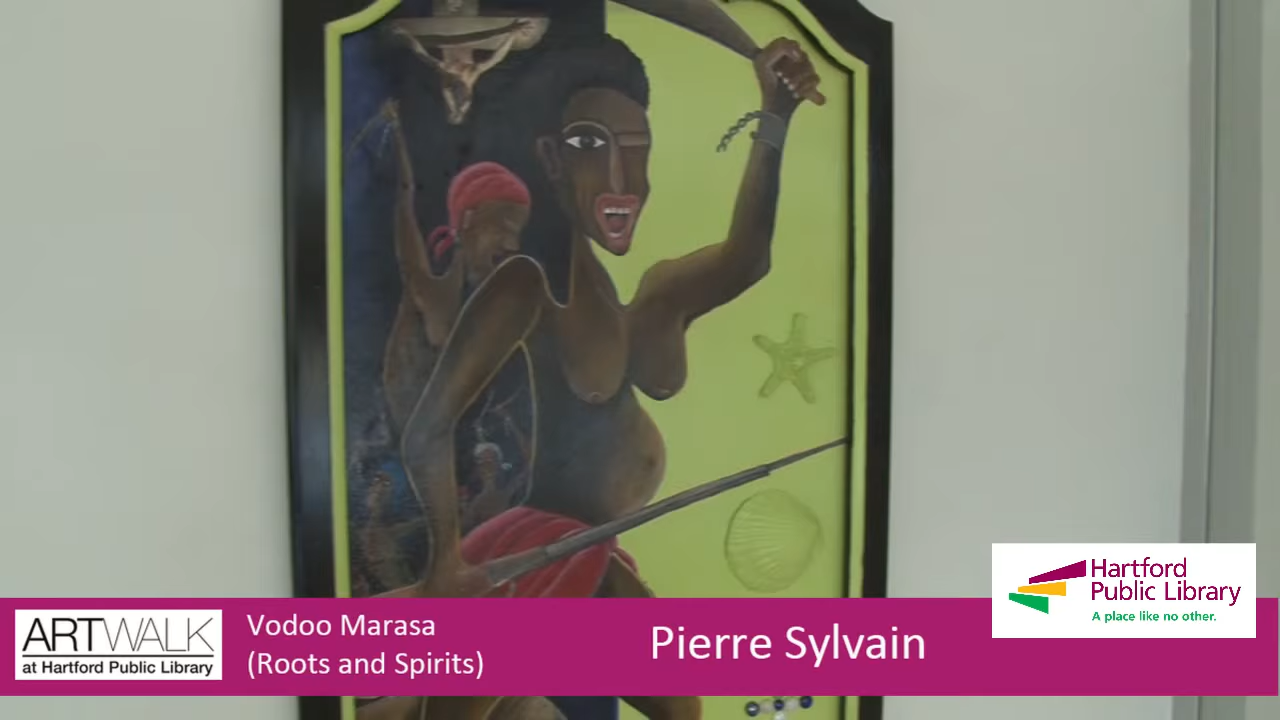 ARTWALK
at Hartford Public Library
Vodoo Marasa
(Roots and Spirits)
Pierre Sylvain
Hartford
Public Library
A place like no other.